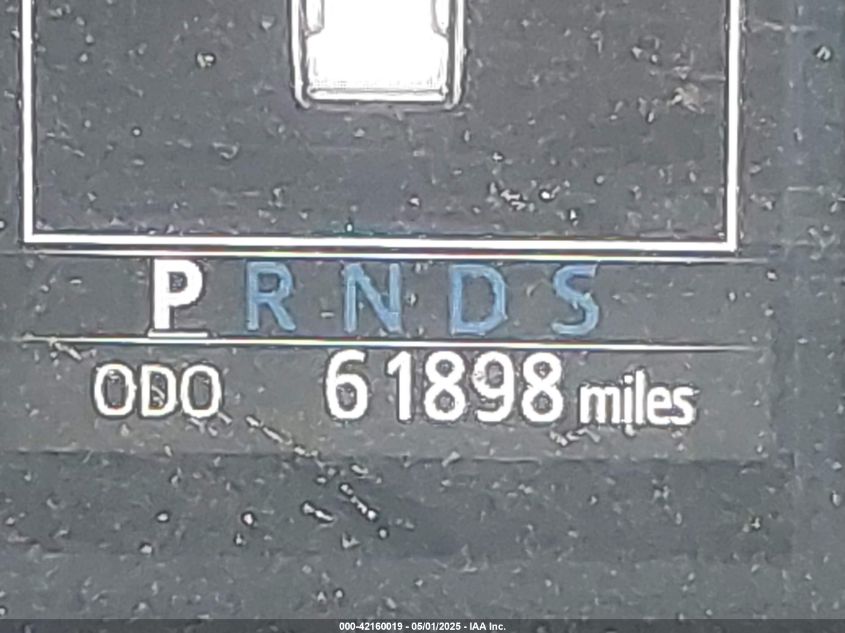 P R N D S
ODO 61898 miles
000-42160019 - 05/01/2025 - IAA Inc.